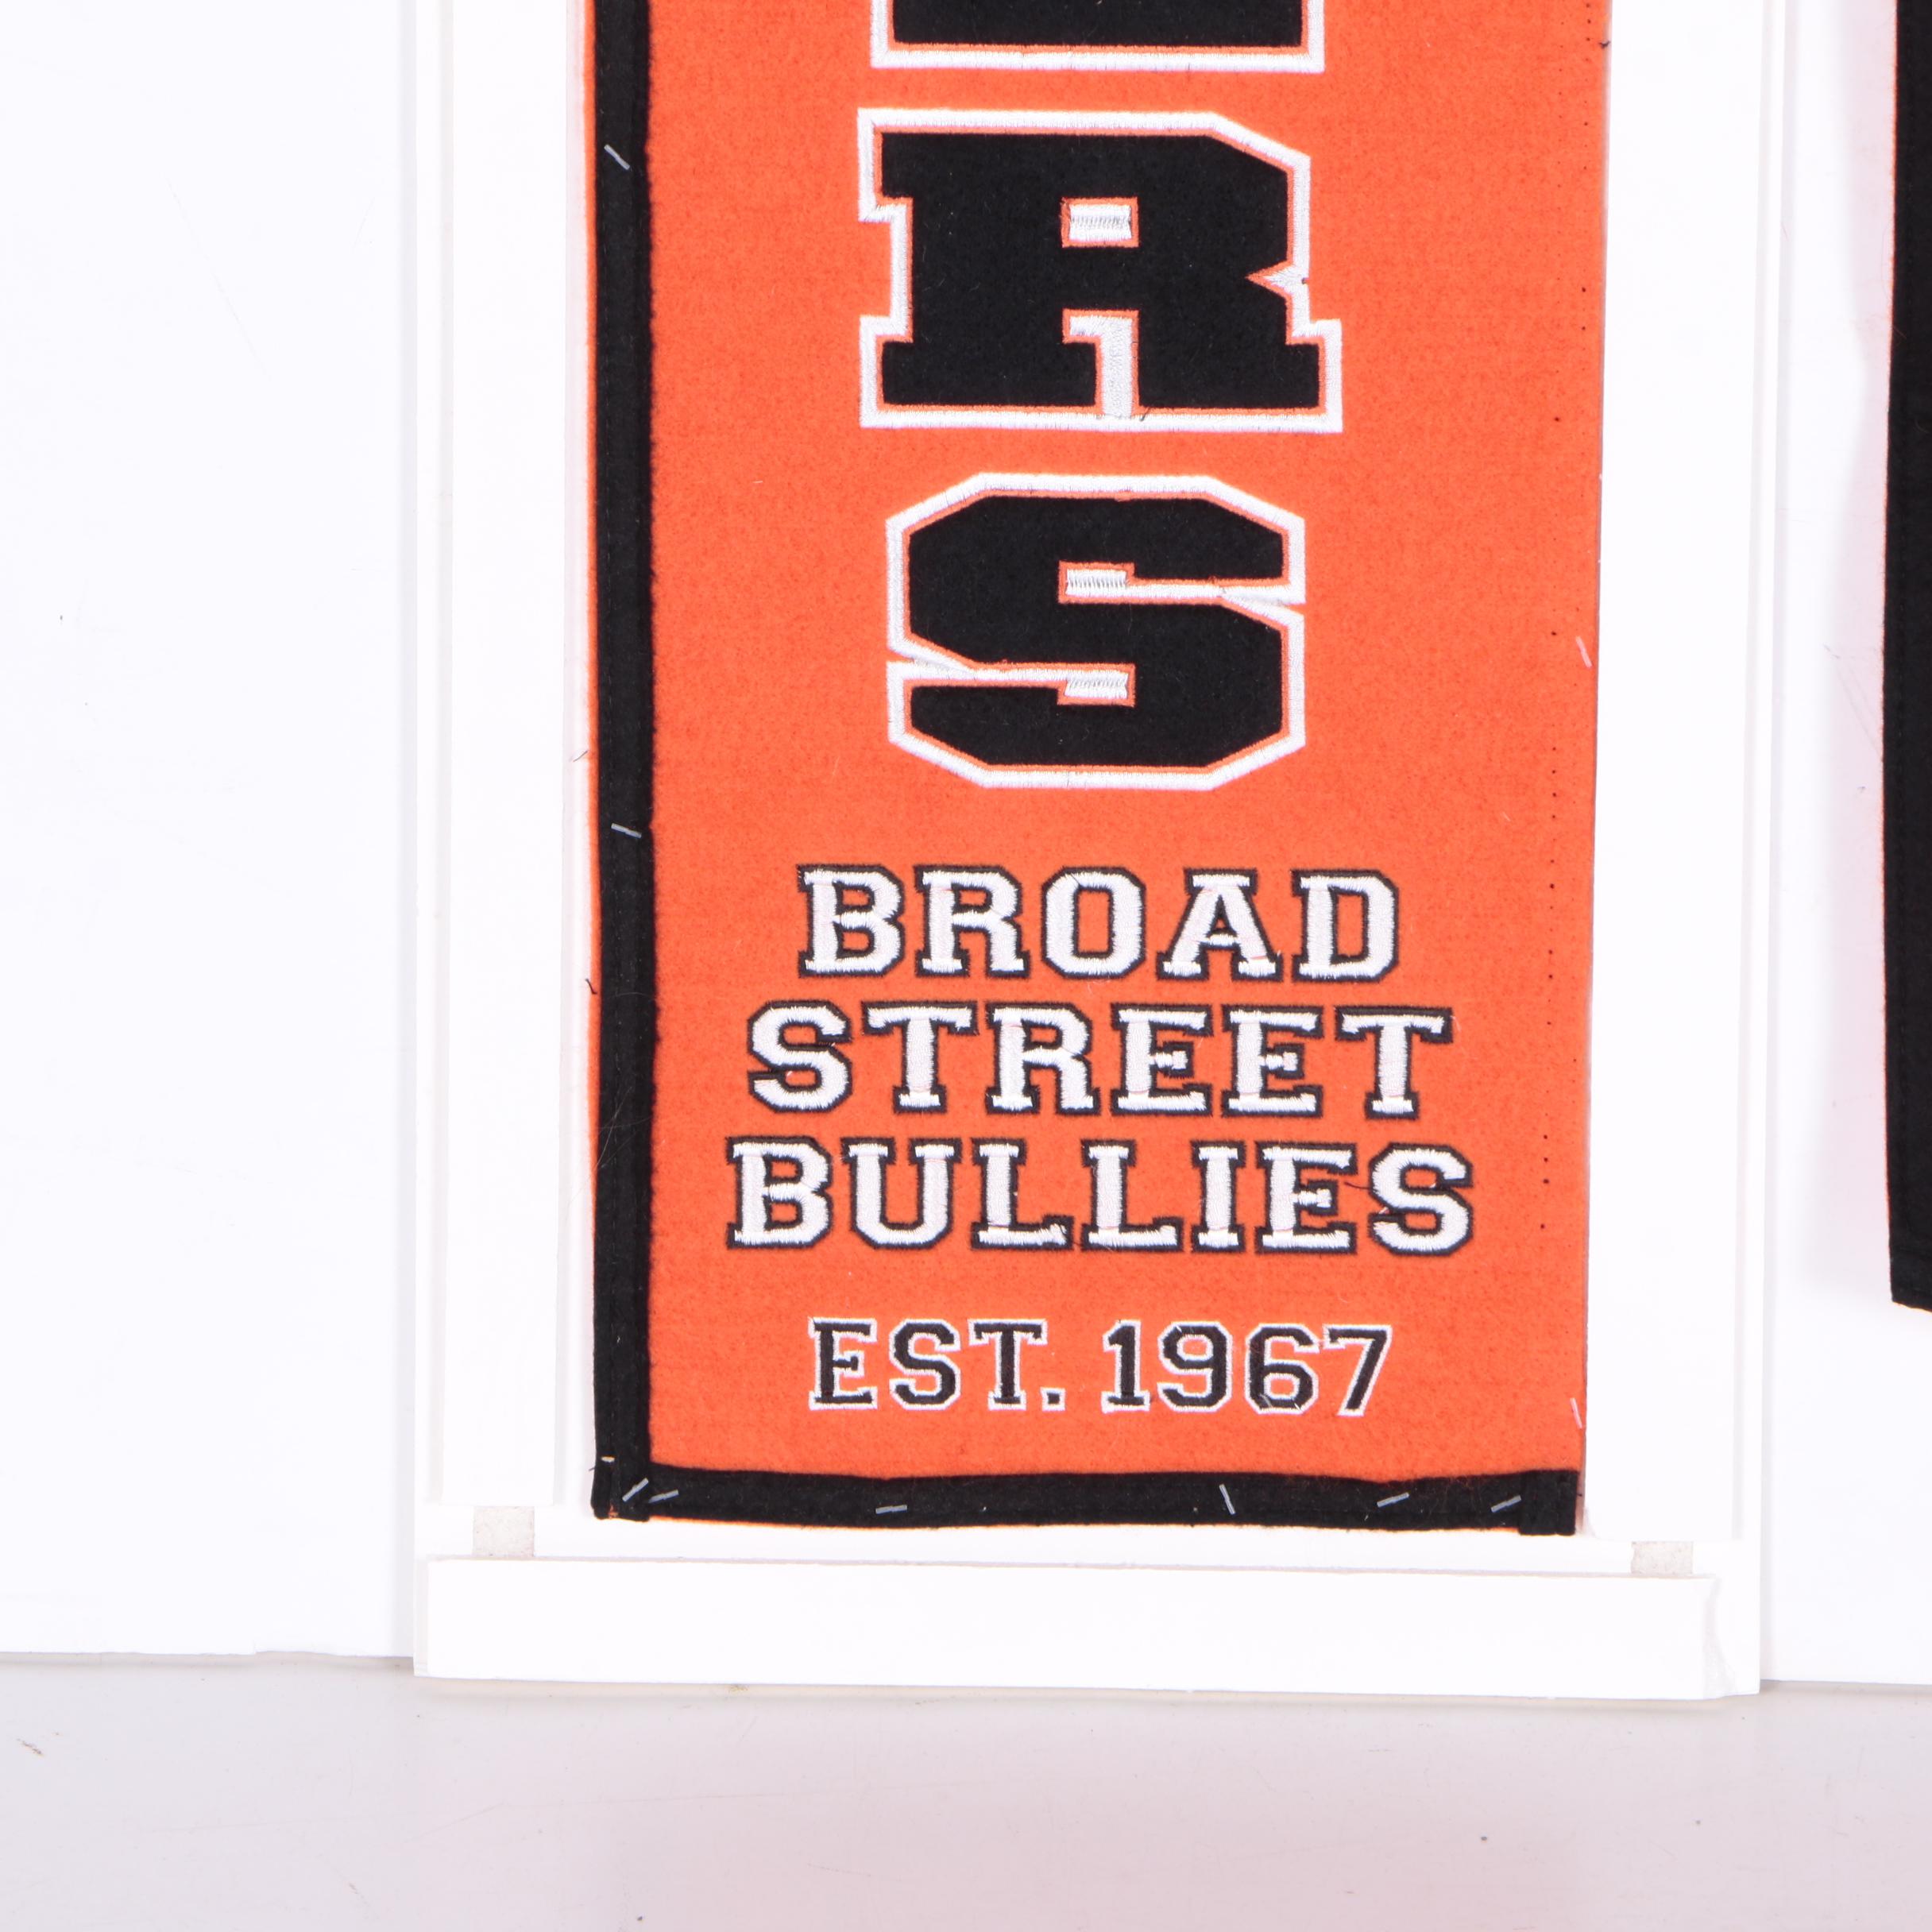 R
S
BROAD
STREET
BULLIES
EST. 1967